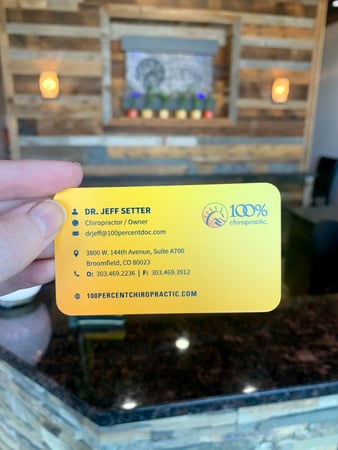 DR. JEFF SETTER
Chiropractor / Owner
drjeff@100percentdoc.com
100%
chiropractic.
3800 W. 144th Avenue, Suite A700
Broomfield, CO 80023
O: 303.469.2236 | F: 303.469.3912
100PERCENTCHIROPRACTIC.COM